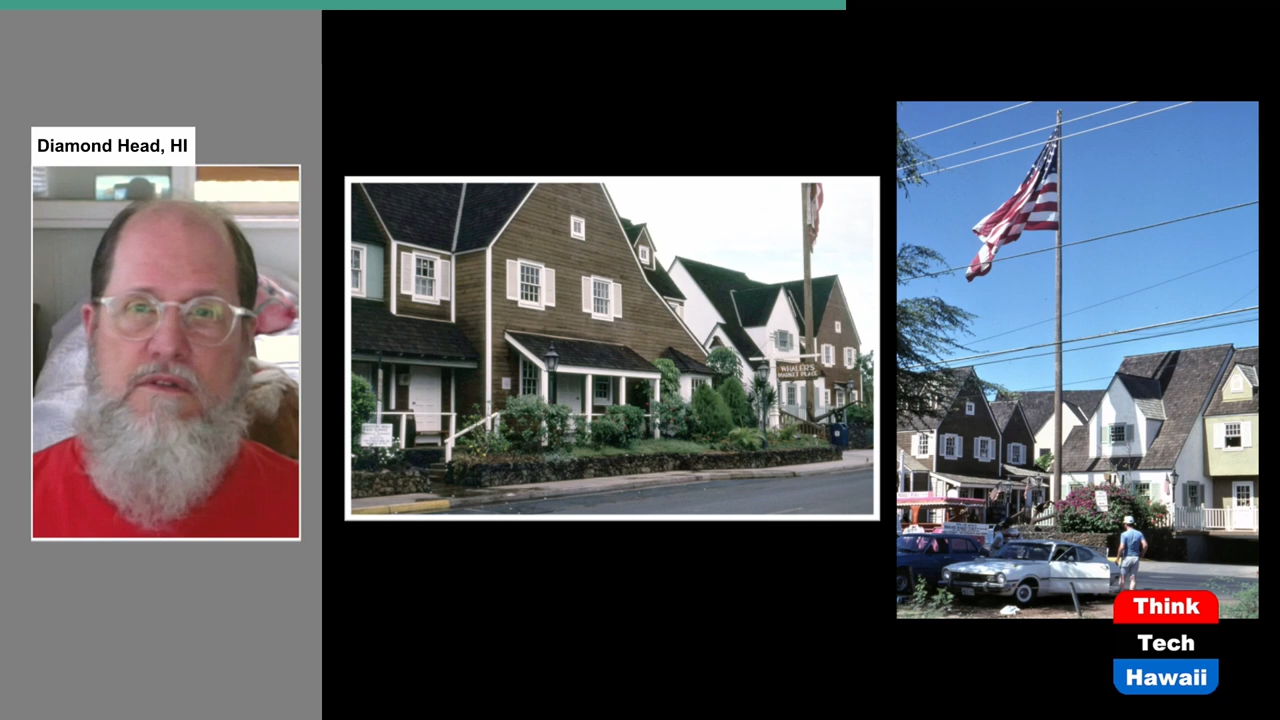 Diamond Head, HI
WHALER'S
MARKET PLACE
Think
Tech
Hawaii